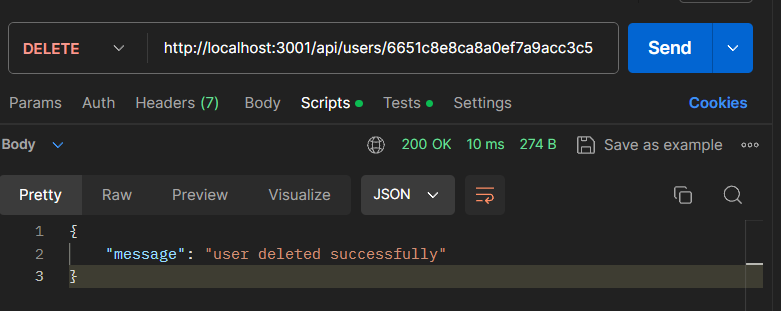 DELETE http://localhost:3001/api/users/6651c8e8ca8a0ef7a9acc3c5 Send
Params Auth Headers (7) Body Scripts Tests Settings Cookies
Body 200 OK 10 ms 274 B Save as example
Pretty Raw Preview Visualize JSON
1 {
2 "message": "user deleted successfully"
3 }